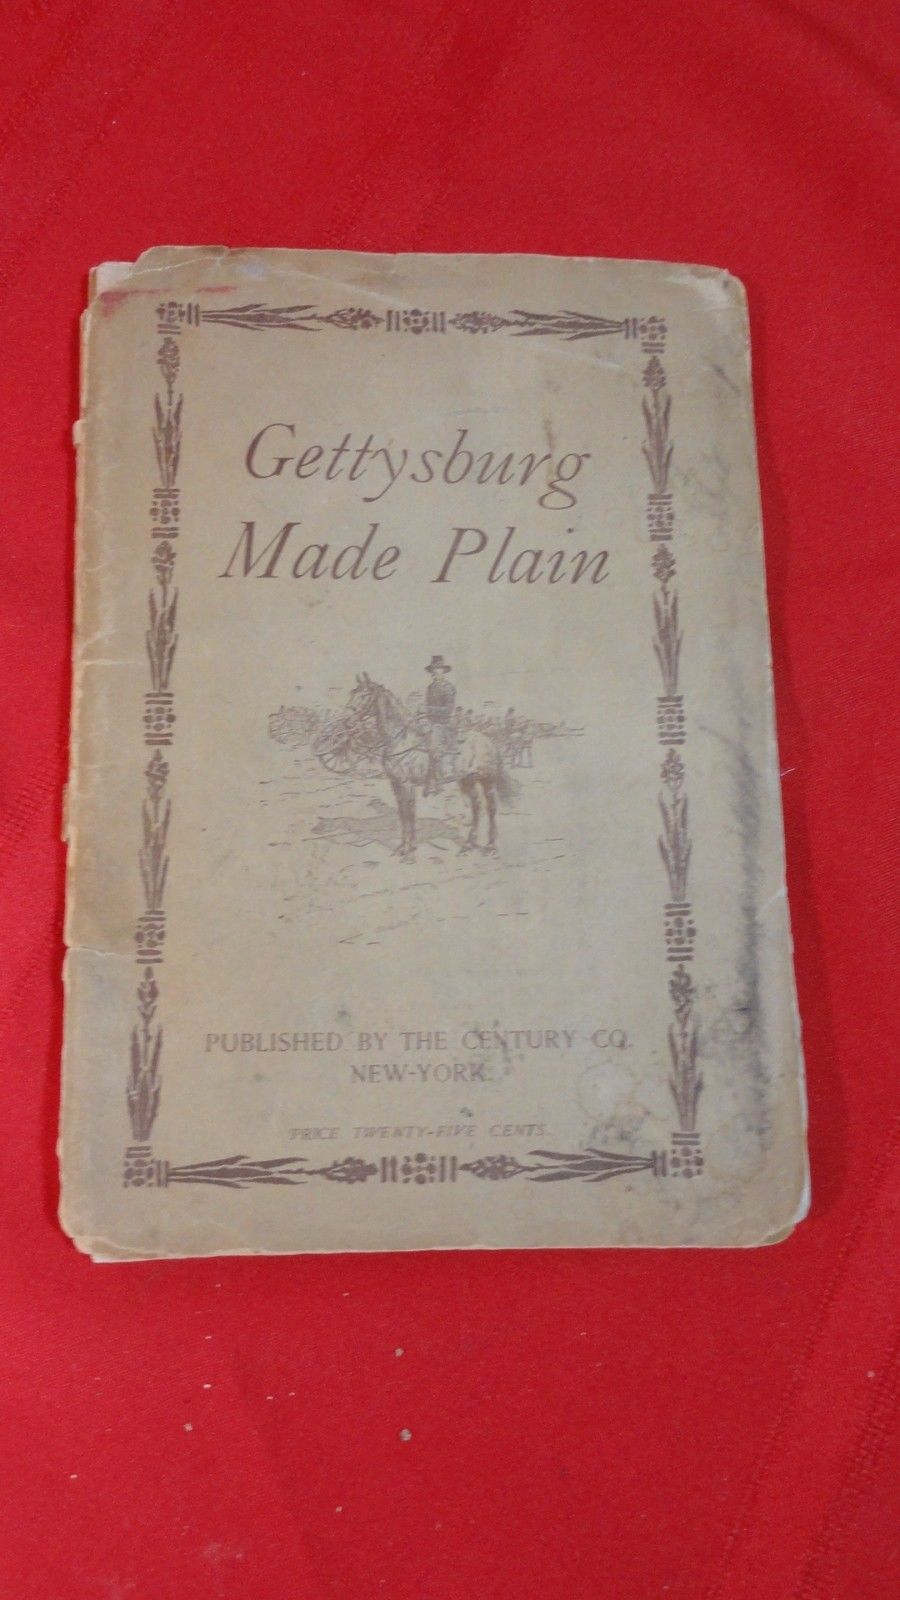 Gettysburg
Made Plain
PUBLISHED BY THE CENTURY CO.
NEW-YORK.
PRICE TWENTY-FIVE CENTS.